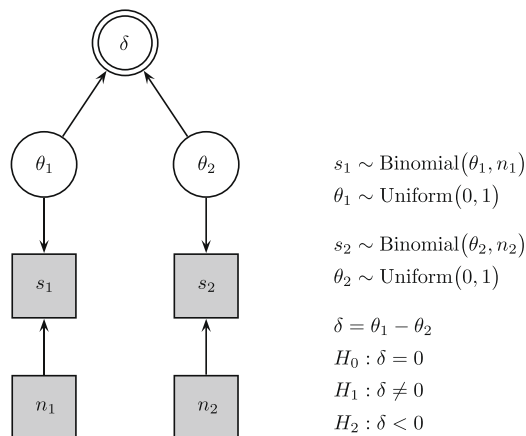 δ
θ₁ θ₂
s₁ ∼ Binomial(θ₁, n₁)
θ₁ ∼ Uniform(0, 1)
s₂ ∼ Binomial(θ₂, n₂)
s₁ s₂
θ₂ ∼ Uniform(0, 1)
δ = θ₁ − θ₂
H₀ : δ = 0
H₁ : δ ≠ 0
n₁ n₂
H₂ : δ < 0